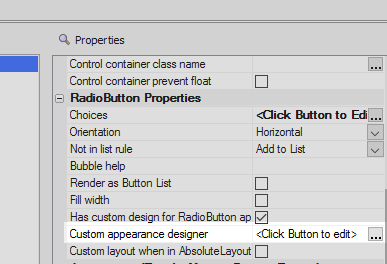 Properties
Control container class name ...
Control container prevent float
RadioButton Properties
Choices <Click Button to Edi ...
Orientation Horizontal
Not in list rule Add to List
Bubble help
Render as Button List
Fill width
Has custom design for RadioButton ap
Custom appearance designer <Click Button to edit> ...
Custom layout when in AbsoluteLayout